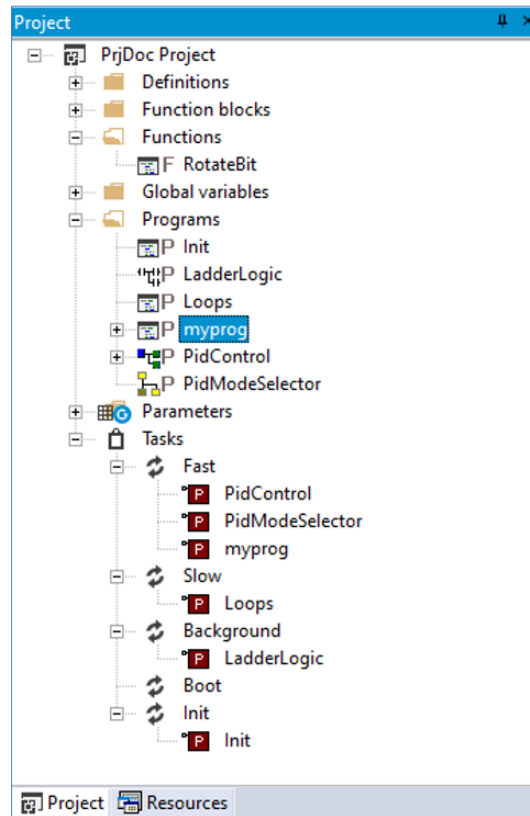 Project
PrjDoc Project
Definitions
Function blocks
Functions
F RotateBit
Global variables
Programs
P Init
P LadderLogic
P Loops
P myprog
P PidControl
P PidModeSelector
G Parameters
Tasks
Fast
P PidControl
P PidModeSelector
P myprog
Slow
P Loops
Background
P LadderLogic
Boot
Init
P Init
Project Resources